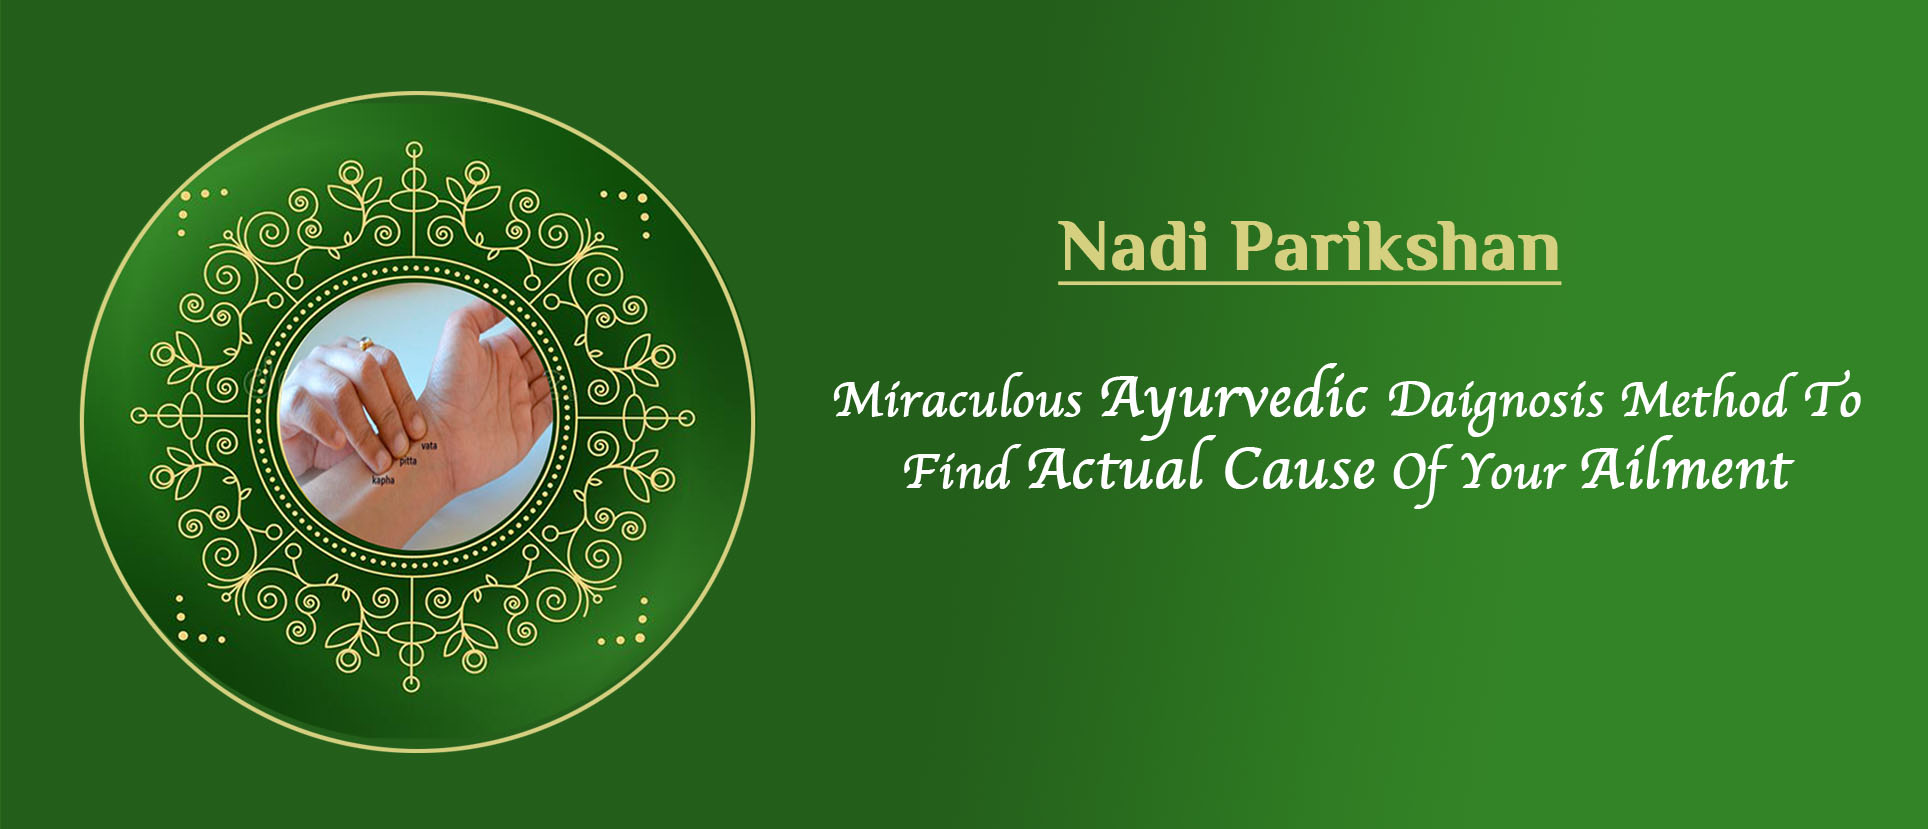 Nadi Parikshan
Miraculous Ayurvedic Daignosis Method To
Find Actual Cause Of Your Ailment
vata
pitta
kapha